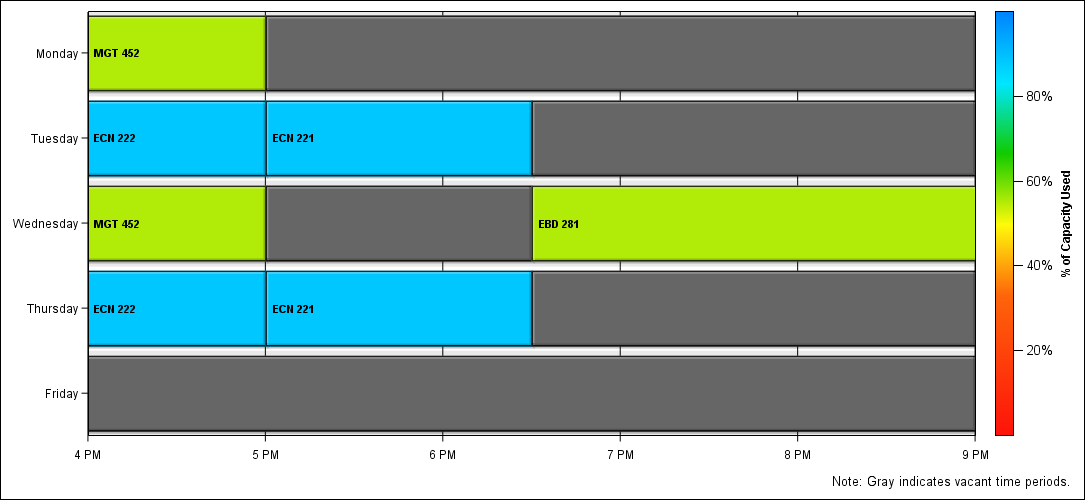 Monday
MGT 452
Tuesday
ECN 222
ECN 221
Wednesday
MGT 452
EBD 281
Thursday
ECN 222
ECN 221
Friday
4 PM
5 PM
6 PM
7 PM
8 PM
9 PM
80%
60%
40%
20%
% of Capacity Used
Note: Gray indicates vacant time periods.